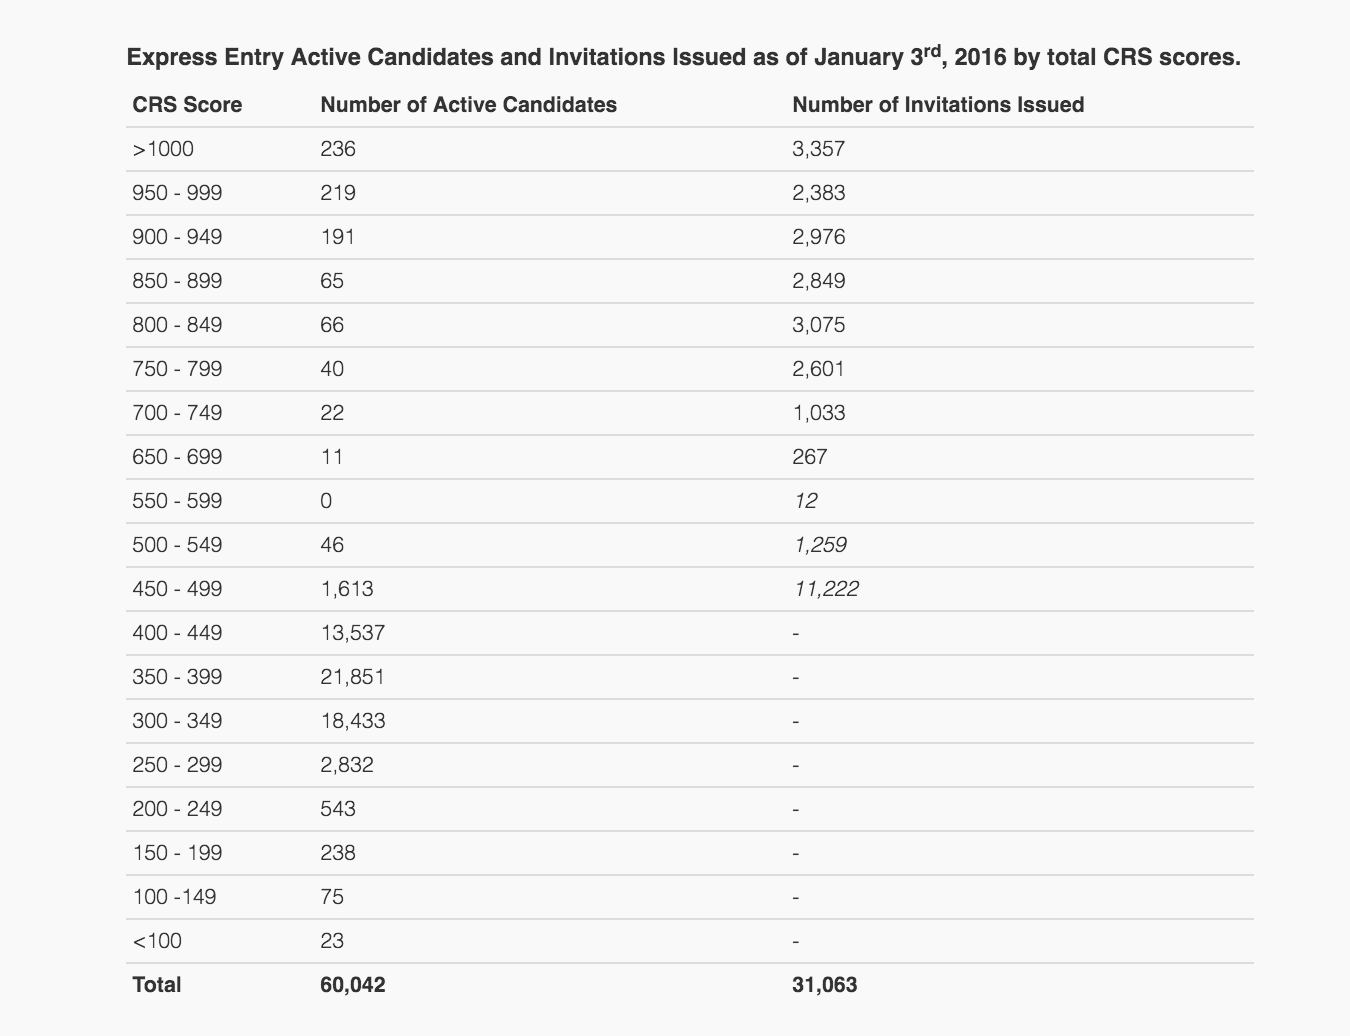 Express Entry Active Candidates and Invitations Issued as of January 3rd, 2016 by total CRS scores.
CRS Score Number of Active Candidates Number of Invitations Issued
>1000 236 3,357
950 - 999 219 2,383
900 - 949 191 2,976
850 - 899 65 2,849
800 - 849 66 3,075
750 - 799 40 2,601
700 - 749 22 1,033
650 - 699 11 267
550 - 599 0 12
500 - 549 46 1,259
450 - 499 1,613 11,222
400 - 449 13,537 -
350 - 399 21,851 -
300 - 349 18,433 -
250 - 299 2,832 -
200 - 249 543 -
150 - 199 238 -
100 -149 75 -
<100 23 -
Total 60,042 31,063